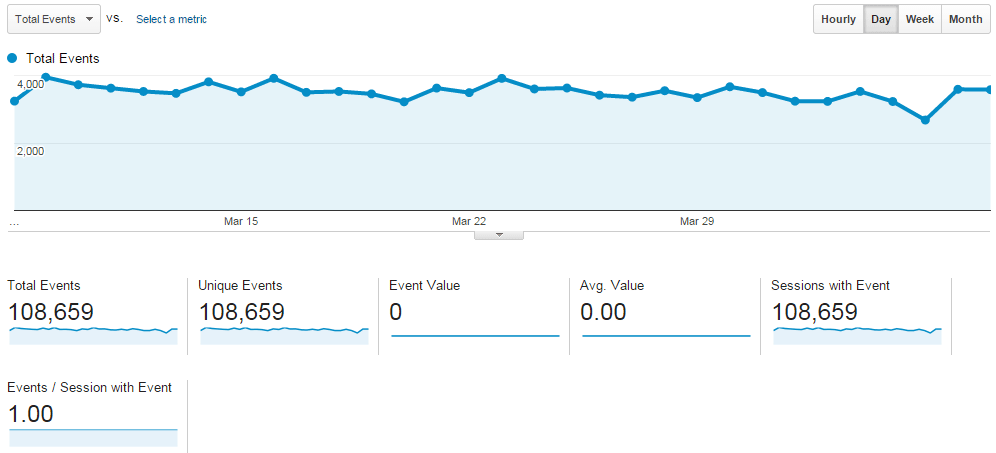 Total Events VS. Select a metric Hourly Day Week Month
Total Events
4,000
2,000
... Mar 15 Mar 22 Mar 29
Total Events Unique Events Event Value Avg. Value Sessions with Event
108,659 108,659 0 0.00 108,659
Events / Session with Event
1.00